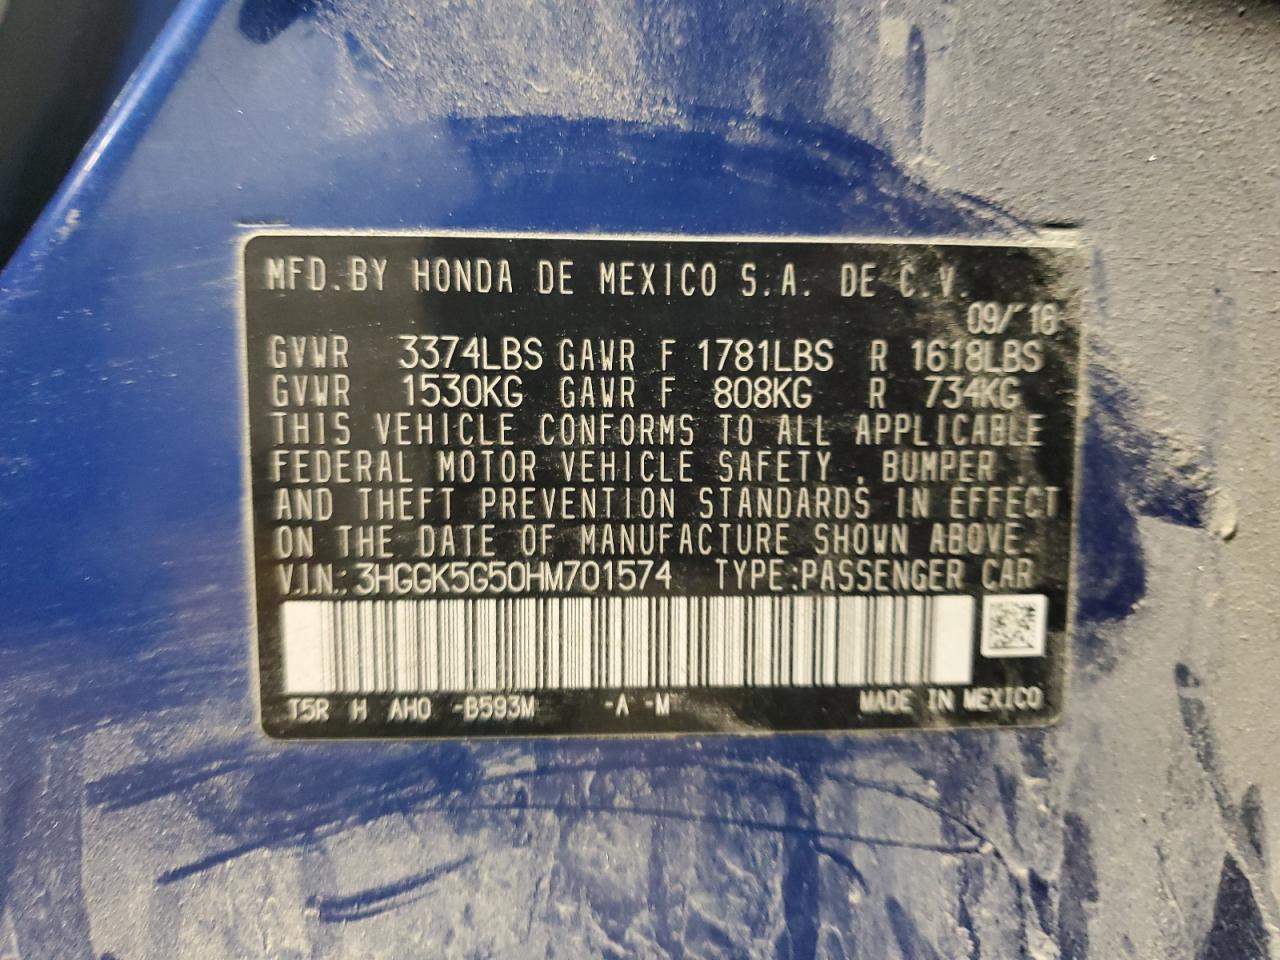 MFD.BY HONDA DE MEXICO S.A. DE C.V.
09/'16
GVWR 3374LBS GAWR F 1781LBS R 1618LBS
GVWR 1530KG GAWR F 808KG R 734KG
THIS VEHICLE CONFORMS TO ALL APPLICABLE
FEDERAL MOTOR VEHICLE SAFETY, BUMPER,
AND THEFT PREVENTION STANDARDS IN EFFECT
ON THE DATE OF MANUFACTURE SHOWN ABOVE.
V.I.N.: 3HGGK5G50HM701574 TYPE:PASSENGER CAR
T5R H AH0 -B593M -A -M MADE IN MEXICO